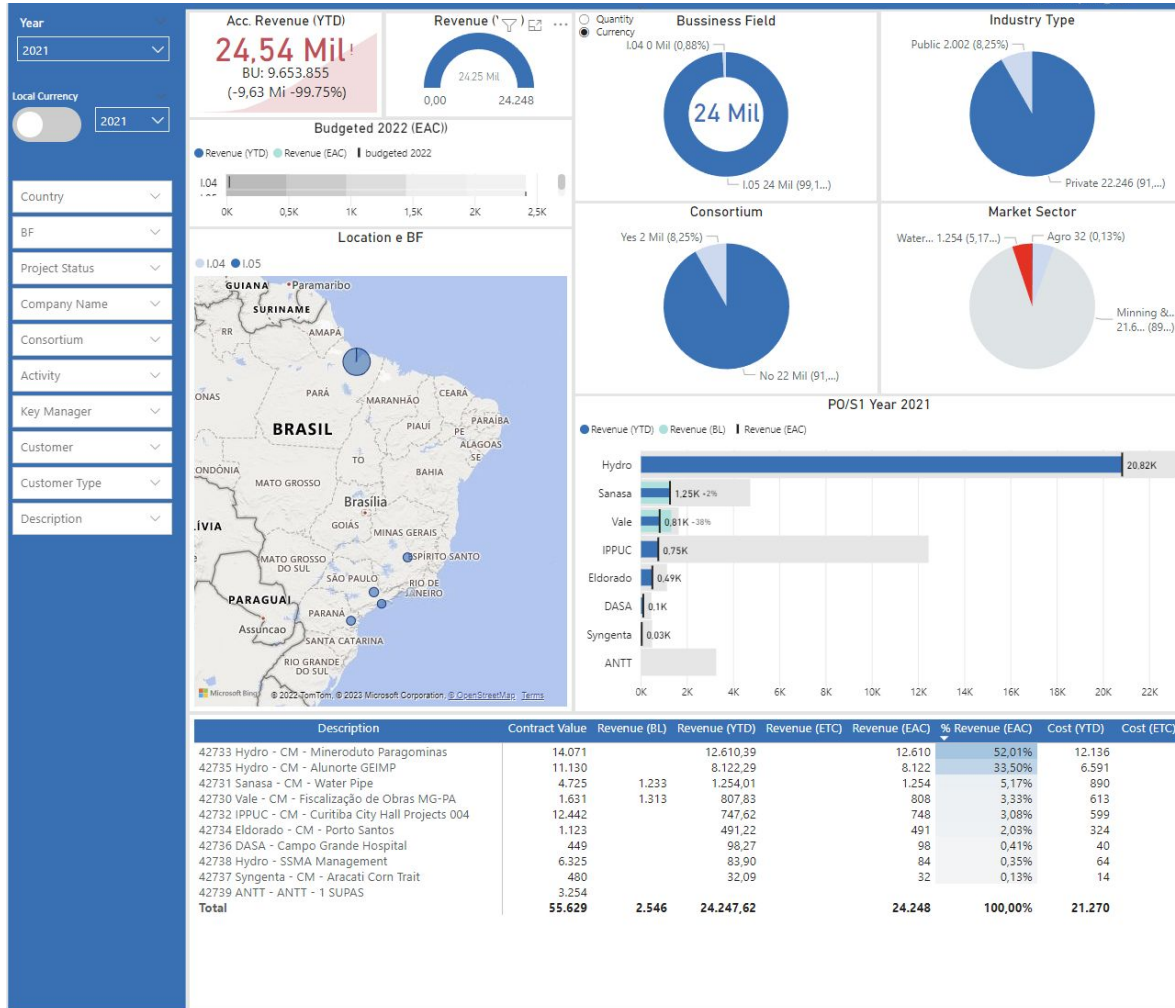 Year
2021
Local Currency
2021
Country
BF
Project Status
Company Name
Consortium
Activity
Key Manager
Customer
Customer Type
Description
Acc. Revenue (YTD)
24,54 Mil!
BU: 9.653.855
(-9,63 Mi -99.75%)
Revenue (
24.25 Mil
0,00 24.248
Quantity
Currency
Bussiness Field
I.04 0 Mil (0,88%)
24 Mil
I.05 24 Mil (99,1...)
Industry Type
Public 2.002 (8,25%)
Private 22.246 (91,...)
Budgeted 2022 (EAC))
Revenue (YTD) Revenue (EAC) budgeted 2022
I.04
0K 0,5K 1K 1,5K 2K 2,5K
Consortium
Yes 2 Mil (8,25%)
No 22 Mil (91,...)
Market Sector
Water... 1.254 (5,17...)
Agro 32 (0,13%)
Minning &...
21.6... (89...)
Location e BF
I.04 I.05
GUIANA
Paramaribo
SURINAME
RR
AMAPÁ
ONAS
PARÁ
MARANHÃO
CEARÁ
BRASIL
PIAUÍ
PARAÍBA
PE
ALAGOAS
SE
ONDÔNIA
TO
BAHIA
MATO GROSSO
Brasília
LÍVIA
GOIÁS
MINAS GERAIS
MATO GROSSO
DO SUL
ESPÍRITO SANTO
SÃO PAULO
RIO DE
JANEIRO
PARAGUAI
PARANÁ
Assuncao
SANTA CATARINA
RIO GRANDE
DO SUL
Microsoft Bing
© 2022 TomTom, © 2023 Microsoft Corporation, © OpenStreetMap Terms
PO/S1 Year 2021
Revenue (YTD) Revenue (BL) Revenue (EAC)
Hydro 20.82K
Sanasa 1,25K +2%
Vale 0,81K -38%
IPPUC 0,75K
Eldorado 0.49K
DASA 0.1K
Syngenta 0.03K
ANTT
0K 2K 4K 6K 8K 10K 12K 14K 16K 18K 20K 22K
Description Contract Value Revenue (BL) Revenue (YTD) Revenue (ETC) Revenue (EAC) % Revenue (EAC) Cost (YTD) Cost (ETC)
42733 Hydro - CM - Mineroduto Paragominas 14.071 12.610,39 12.610 52,01% 12.136
42735 Hydro - CM - Alunorte GEIMP 11.130 8.122,29 8.122 33,50% 6.591
42731 Sanasa - CM - Water Pipe 4.725 1.233 1.254,01 1.254 5,17% 890
42730 Vale - CM - Fiscalização de Obras MG-PA 1.631 1.313 807,83 808 3,33% 613
42732 IPPUC - CM - Curitiba City Hall Projects 004 12.442 747,62 748 3,08% 599
42734 Eldorado - CM - Porto Santos 1.123 491,22 491 2,03% 324
42736 DASA - Campo Grande Hospital 449 98,27 98 0,41% 40
42738 Hydro - SSMA Management 6.325 83,90 84 0,35% 64
42737 Syngenta - CM - Aracati Corn Trait 480 32,09 32 0,13% 14
42739 ANTT - ANTT - 1 SUPAS 3.254
Total 55.629 2.546 24.247,62 24.248 100,00% 21.270